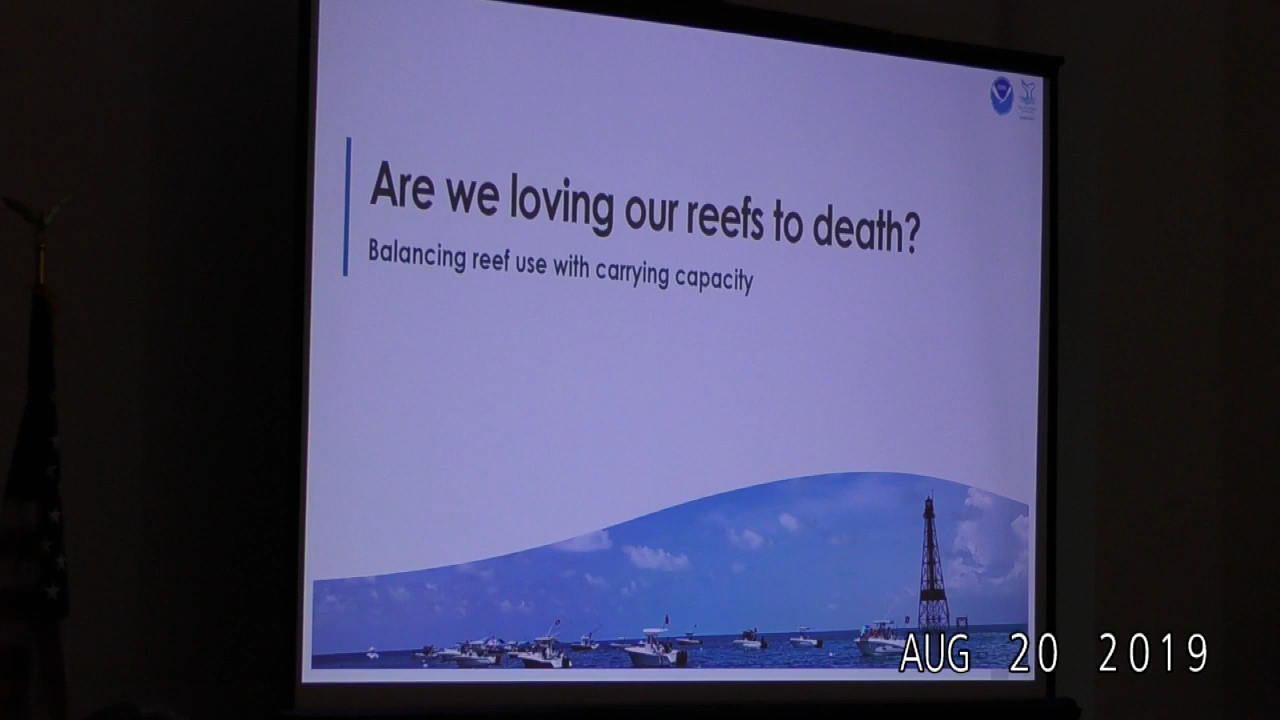 Are we loving our reefs to death?
Balancing reef use with carrying capacity
AUG 20 2019